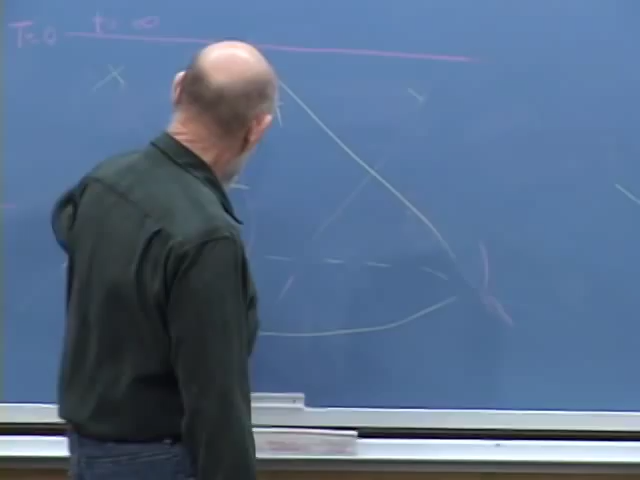 t = ∞
T=0
X
Y